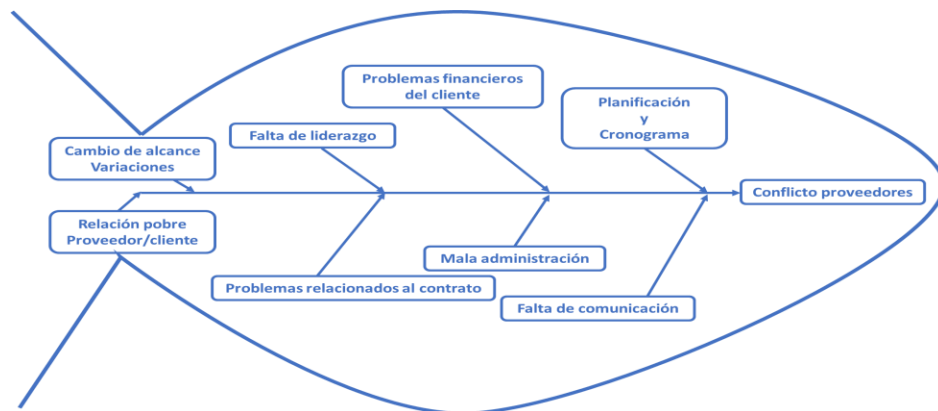 Problemas financieros
del cliente
Planificación
y
Cronograma
Falta de liderazgo
Cambio de alcance
Variaciones
Conflicto proveedores
Relación pobre
Proveedor/cliente
Mala administración
Problemas relacionados al contrato
Falta de comunicación